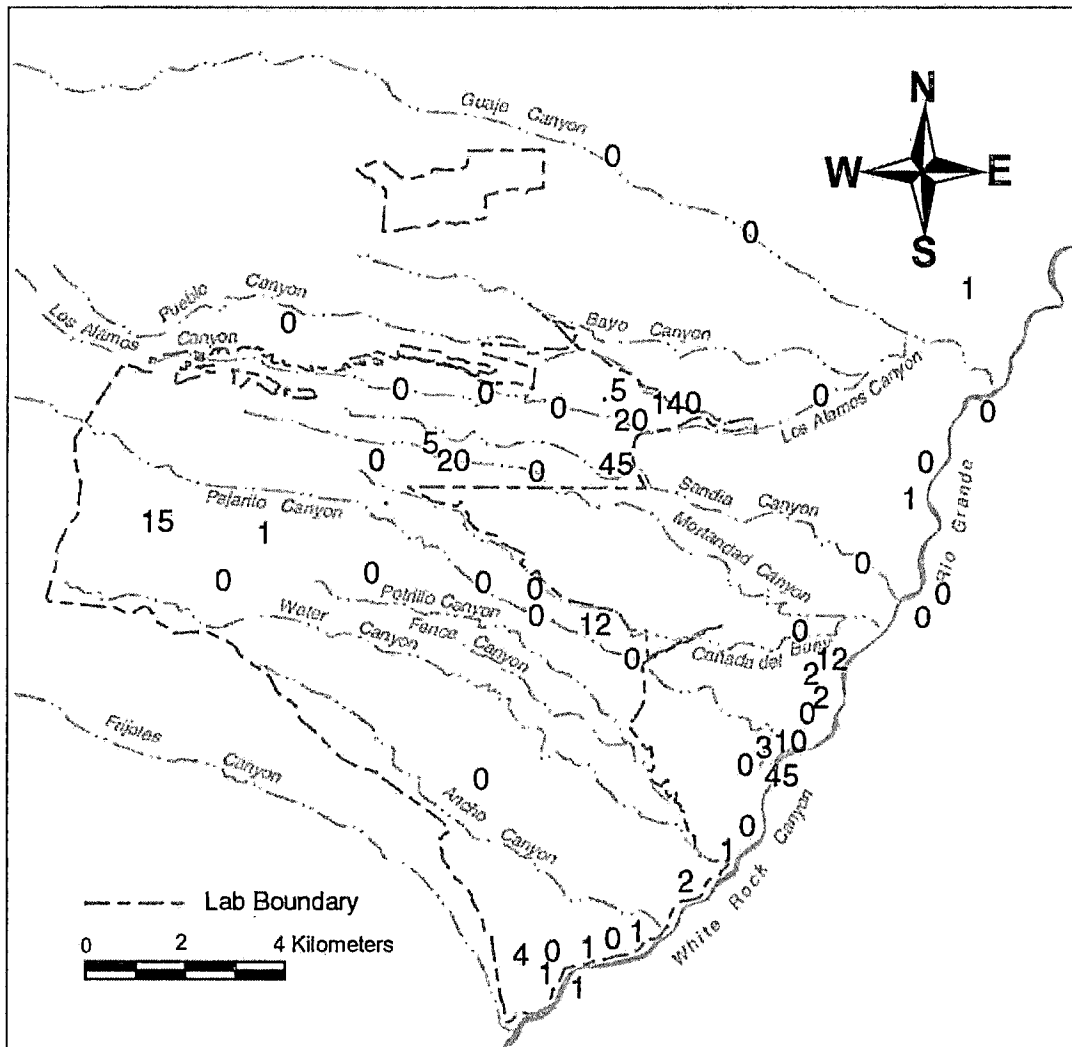 N
Guaje Canyon
0
W E
0
S
1
Pueblo Canyon
Los Alamos Canyon
0
Bayo Canyon
0
0
0
.5
140
20
0
Los Alamos Canyon
0
5
20
0
0
45
0
1
Sandia Canyon
Mortandad Canyon
Rio Grande
Pajarito Canyon
15
1
0
0
0
0
0
0
0
0
Potrillo Canyon
Water Canyon
Fence Canyon
12
0
0
Cañada del Buey
12
2
2
0
3
10
0
45
Frijoles Canyon
0
Ancho Canyon
0
1
2
White Rock Canyon
Lab Boundary
0 2 4 Kilometers
4
0
1
0
1
1
1